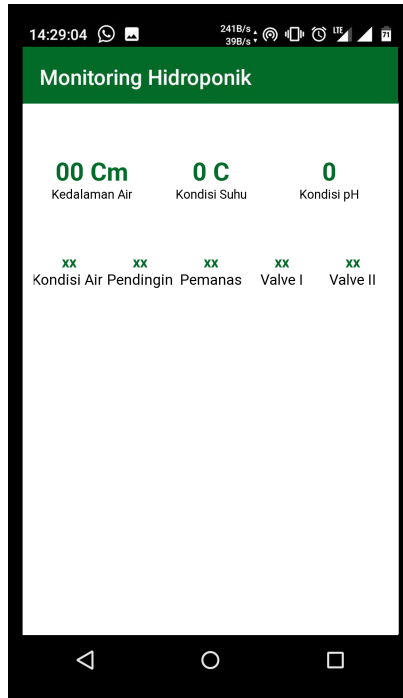 14:29:04 241B/s 39B/s LTE 71
Monitoring Hidroponik
00 Cm 0 C 0
Kedalaman Air Kondisi Suhu Kondisi pH
xx xx xx xx xx
Kondisi Air Pendingin Pemanas Valve I Valve II